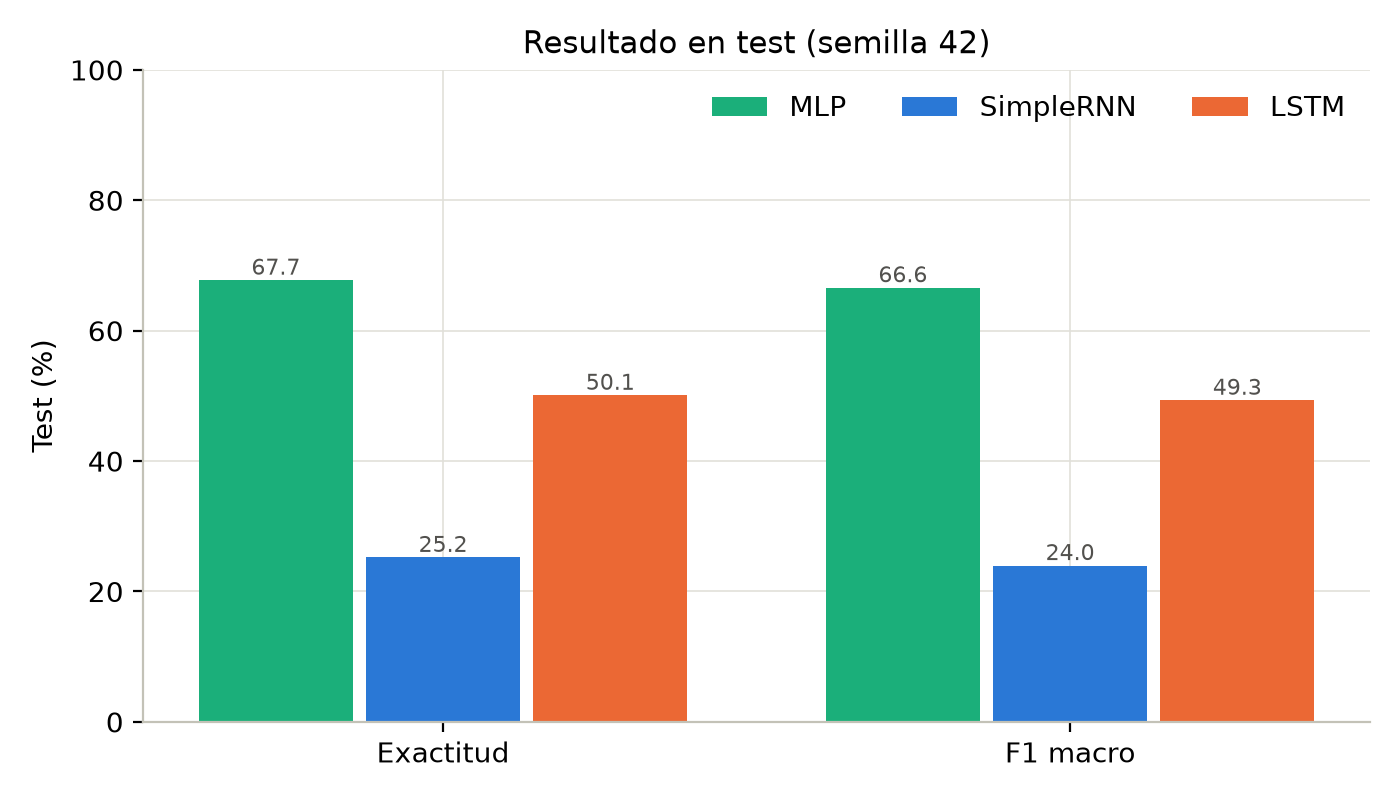 Resultado en test (semilla 42)
MLP SimpleRNN LSTM
100
80
60
40
20
0
Test (%)
67.7
25.2
50.1
66.6
24.0
49.3
Exactitud
F1 macro